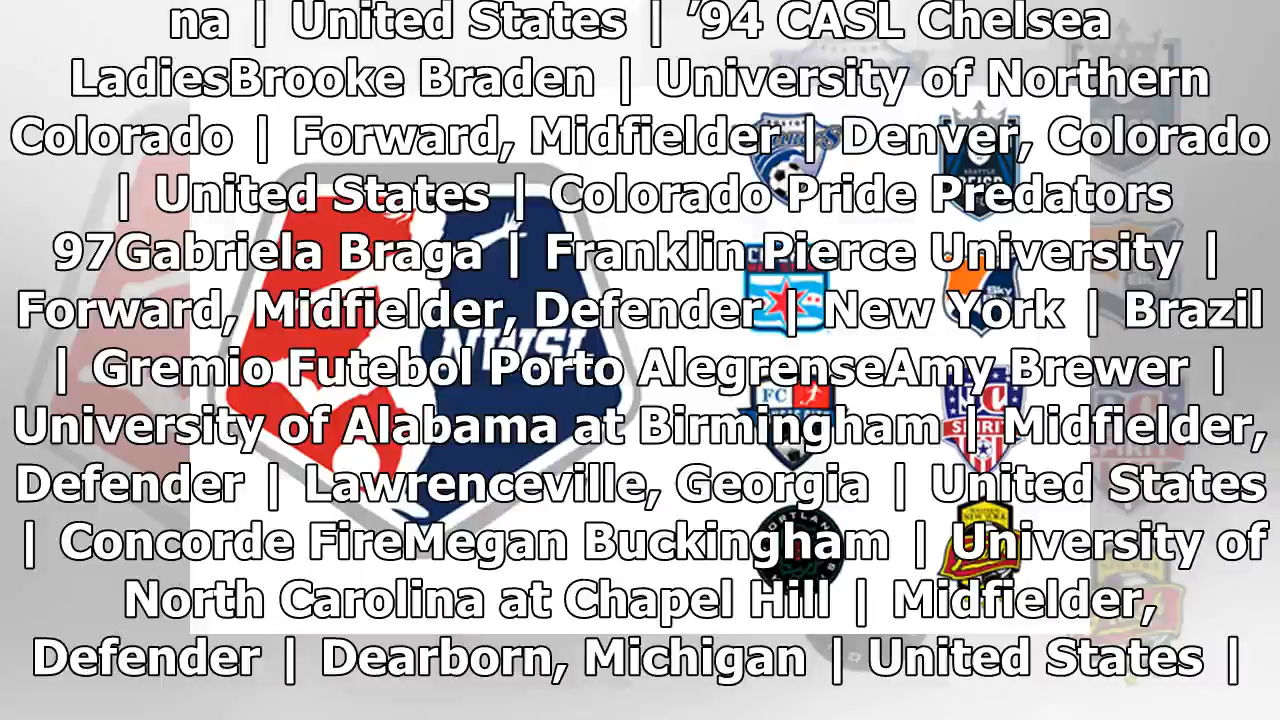 na | United States | ’94 CASL Chelsea
LadiesBrooke Braden | University of Northern
Colorado | Forward, Midfielder | Denver, Colorado
| United States | Colorado Pride Predators
97Gabriela Braga | Franklin Pierce University |
Forward, Midfielder, Defender | New York | Brazil
| Gremio Futebol Porto AlegrenseAmy Brewer |
University of Alabama at Birmingham | Midfielder,
Defender | Lawrenceville, Georgia | United States
| Concorde FireMegan Buckingham | University of
North Carolina at Chapel Hill | Midfielder,
Defender | Dearborn, Michigan | United States |
NWSL